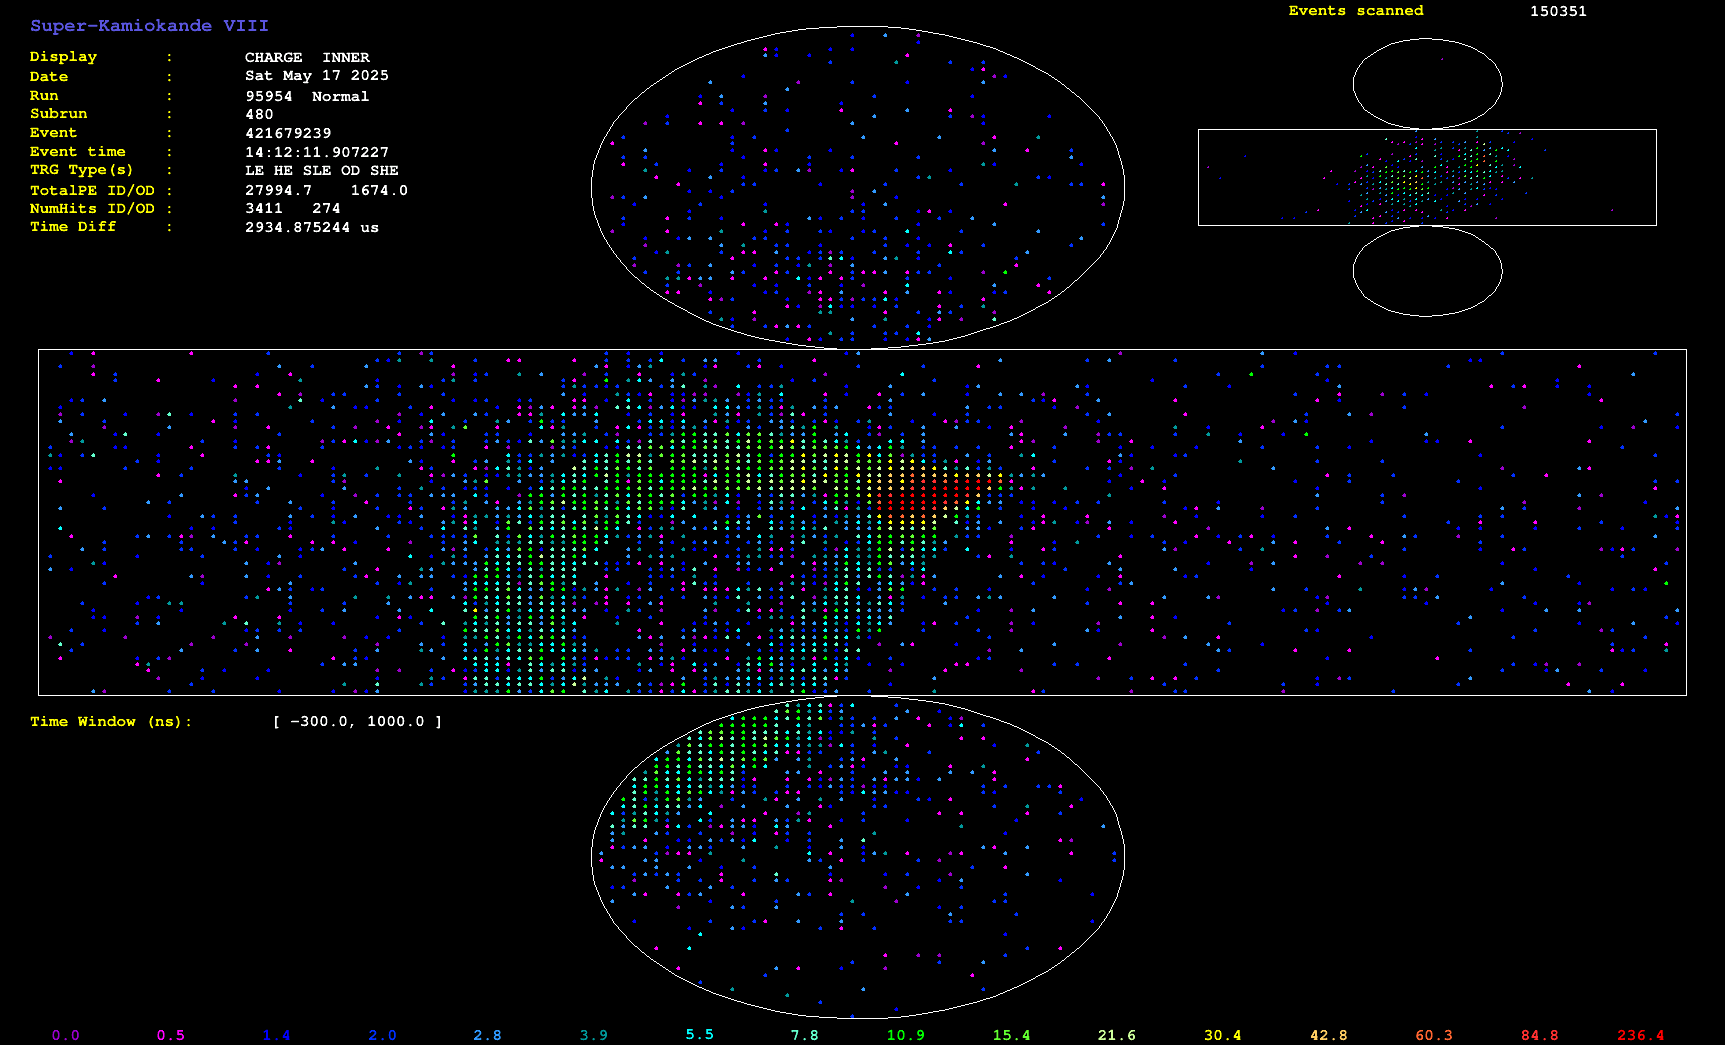 Super-Kamiokande VIII
Events scanned 150351
Display : CHARGE INNER
Date : Sat May 17 2025
Run : 95954 Normal
Subrun : 480
Event : 421679239
Event time : 14:12:11.907227
TRG Type(s) : LE HE SLE OD SHE
TotalPE ID/OD : 27994.7 1674.0
NumHits ID/OD : 3411 274
Time Diff : 2934.875244 us
Time Window (ns): [ -300.0, 1000.0 ]
0.0 0.5 1.4 2.0 2.8 3.9 5.5 7.8 10.9 15.4 21.6 30.4 42.8 60.3 84.8 236.4